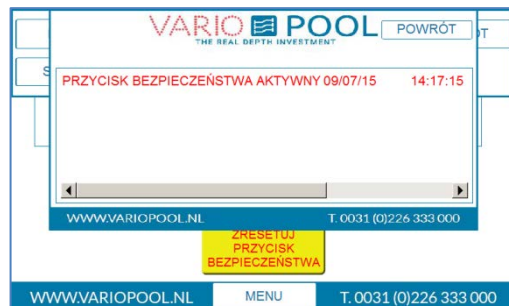 VARIO POOL
THE REAL DEPTH INVESTMENT
POWRÓT
PRZYCISK BEZPIECZEŃSTWA AKTYWNY 09/07/15 14:17:15
WWW.VARIOPOOL.NL T. 0031 (0)226 333 000
ZRESETUJ
PRZYCISK
BEZPIECZEŃSTWA
WWW.VARIOPOOL.NL MENU T. 0031 (0)226 333 000